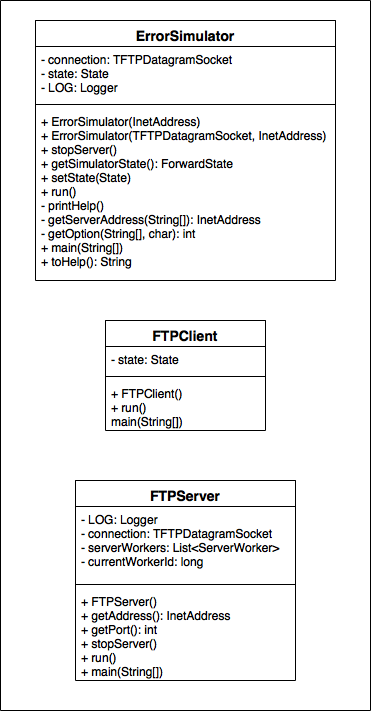 ErrorSimulator
- connection: TFTPDatagramSocket
- state: State
- LOG: Logger
+ ErrorSimulator(InetAddress)
+ ErrorSimulator(TFTPDatagramSocket, InetAddress)
+ stopServer()
+ getSimulatorState(): ForwardState
+ setState(State)
+ run()
- printHelp()
- getServerAddress(String[]): InetAddress
- getOption(String[], char): int
+ main(String[])
+ toHelp(): String
FTPClient
- state: State
+ FTPClient()
+ run()
main(String[])
FTPServer
- LOG: Logger
- connection: TFTPDatagramSocket
- serverWorkers: List<ServerWorker>
- currentWorkerId: long
+ FTPServer()
+ getAddress(): InetAddress
+ getPort(): int
+ stopServer()
+ run()
+ main(String[])